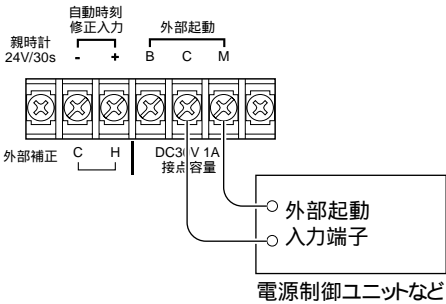 自動時刻
修正入力
外部起動
親時計
24V/30s
- + B C M
外部補正 C H DC30V 1A
接点容量
外部起動
入力端子
電源制御ユニットなど